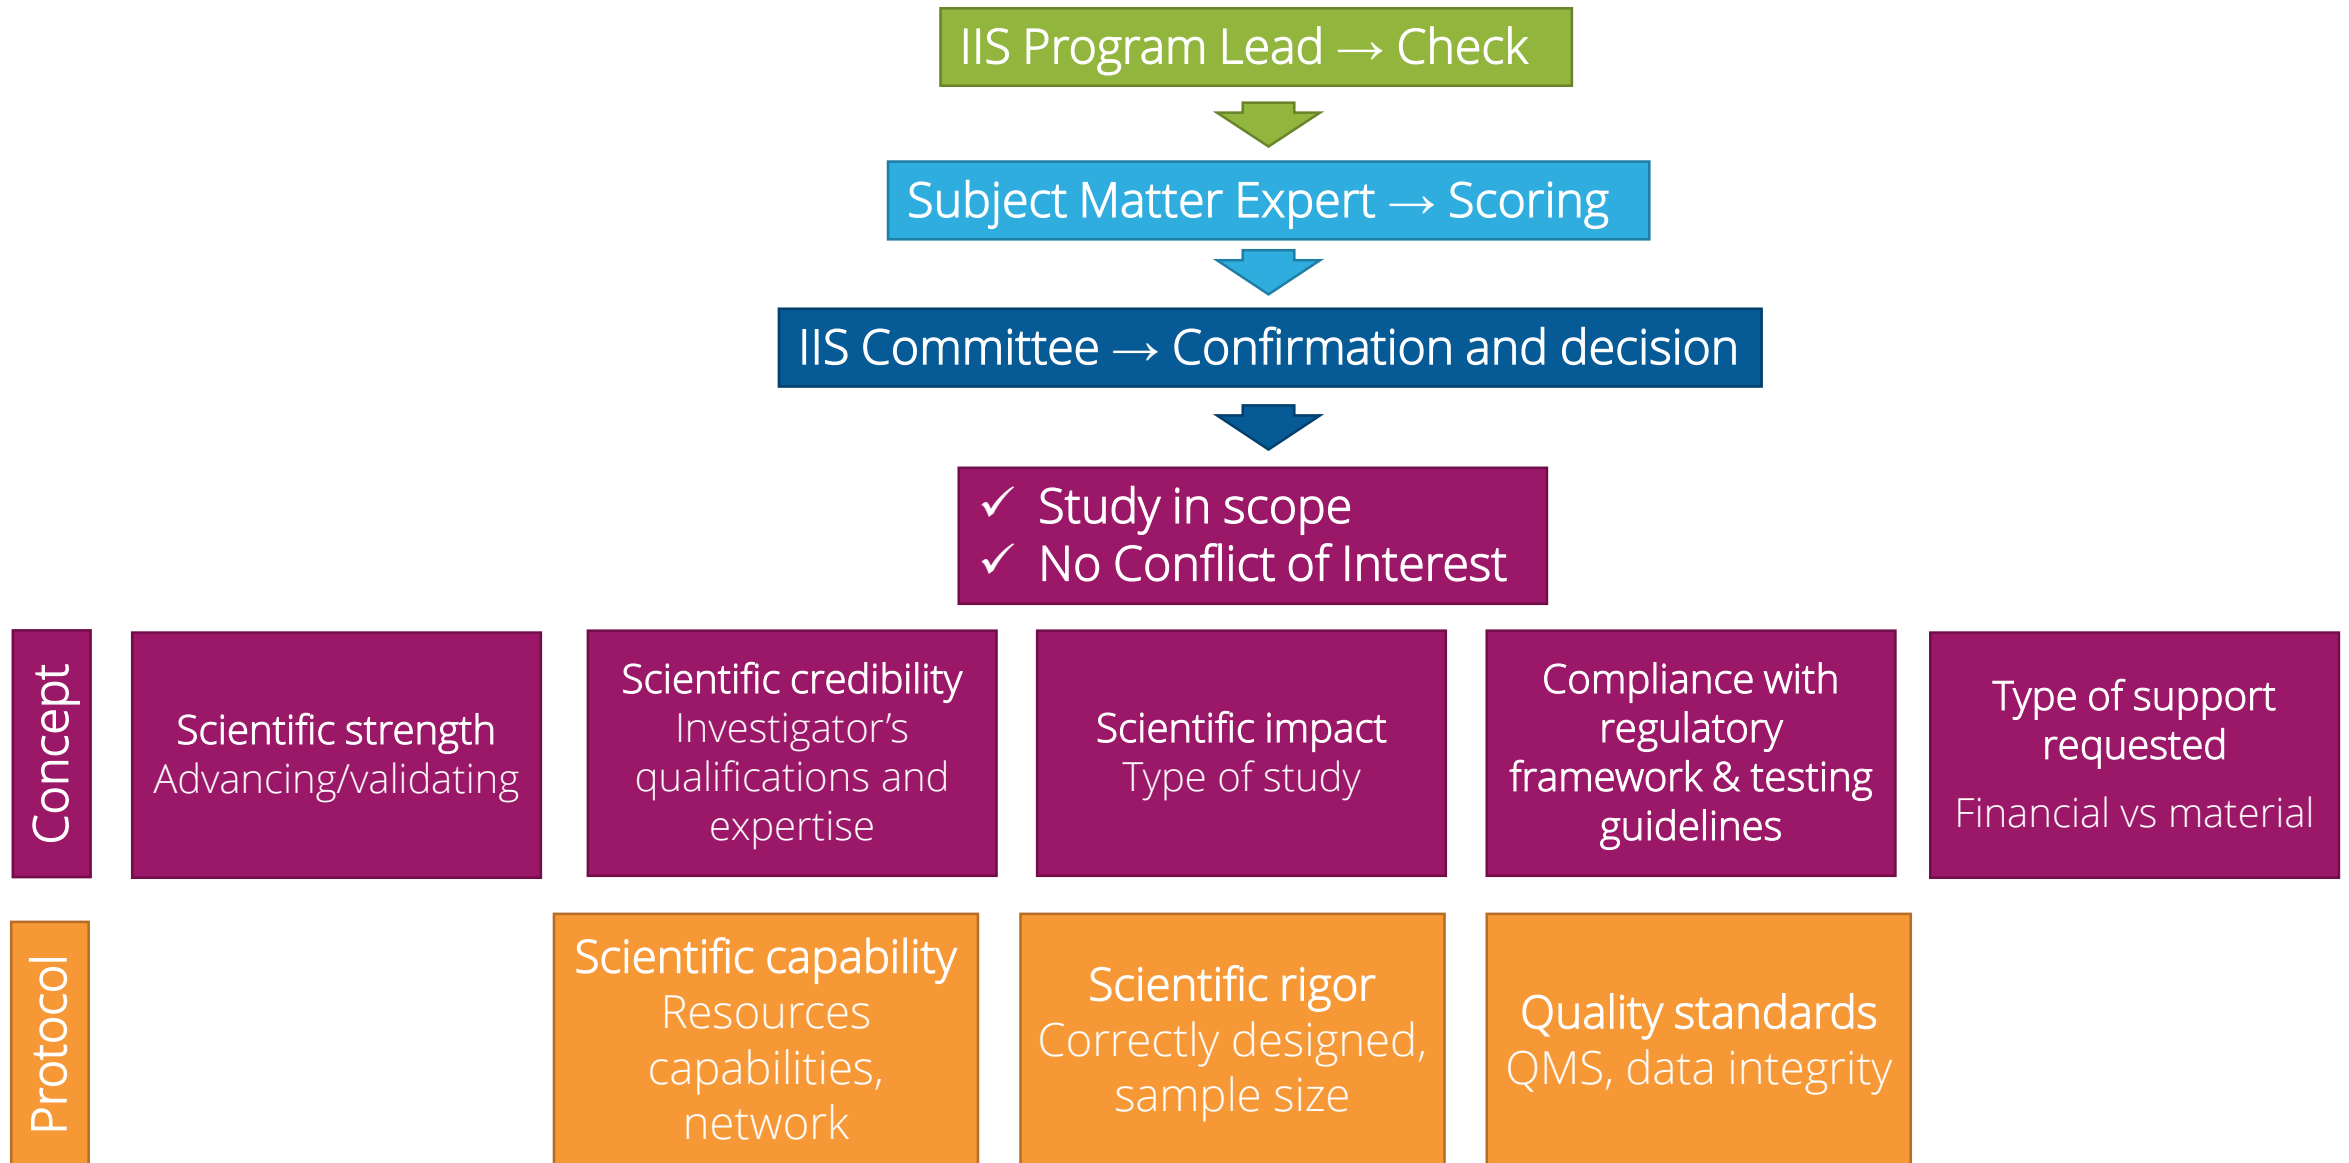 IIS Program Lead → Check
Subject Matter Expert → Scoring
IIS Committee → Confirmation and decision
✓ Study in scope
✓ No Conflict of Interest
Concept
Scientific strength
Advancing/validating
Scientific credibility
Investigator’s
qualifications and
expertise
Scientific impact
Type of study
Compliance with
regulatory
framework & testing
guidelines
Type of support
requested
Financial vs material
Protocol
Scientific capability
Resources
capabilities,
network
Scientific rigor
Correctly designed,
sample size
Quality standards
QMS, data integrity